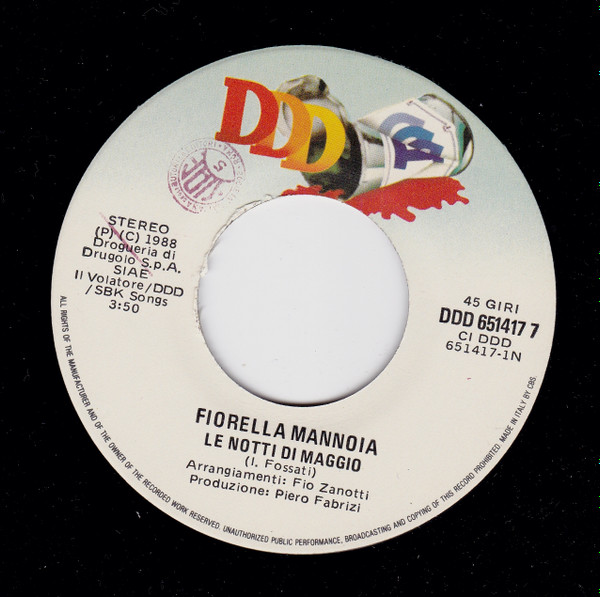 DDD
STEREO
(P) (C) 1988
Drogueria di
Drugolo S.p.A.
SIAE
Il Volatore/DDD
/SBK Songs
3:50
45 GIRI
DDD 651417 7
CI DDD
651417-1N
FIORELLA MANNOIA
LE NOTTI DI MAGGIO
(I. Fossati)
Arrangiamenti: Fio Zanotti
Produzione: Piero Fabrizi
ALL RIGHTS OF THE MANUFACTURER AND OF THE OWNER OF THE RECORDED WORK RESERVED. UNAUTHORIZED PUBLIC PERFORMANCE, BROADCASTING AND COPYING OF THIS RECORD PROHIBITED. MADE IN ITALY BY CBS.